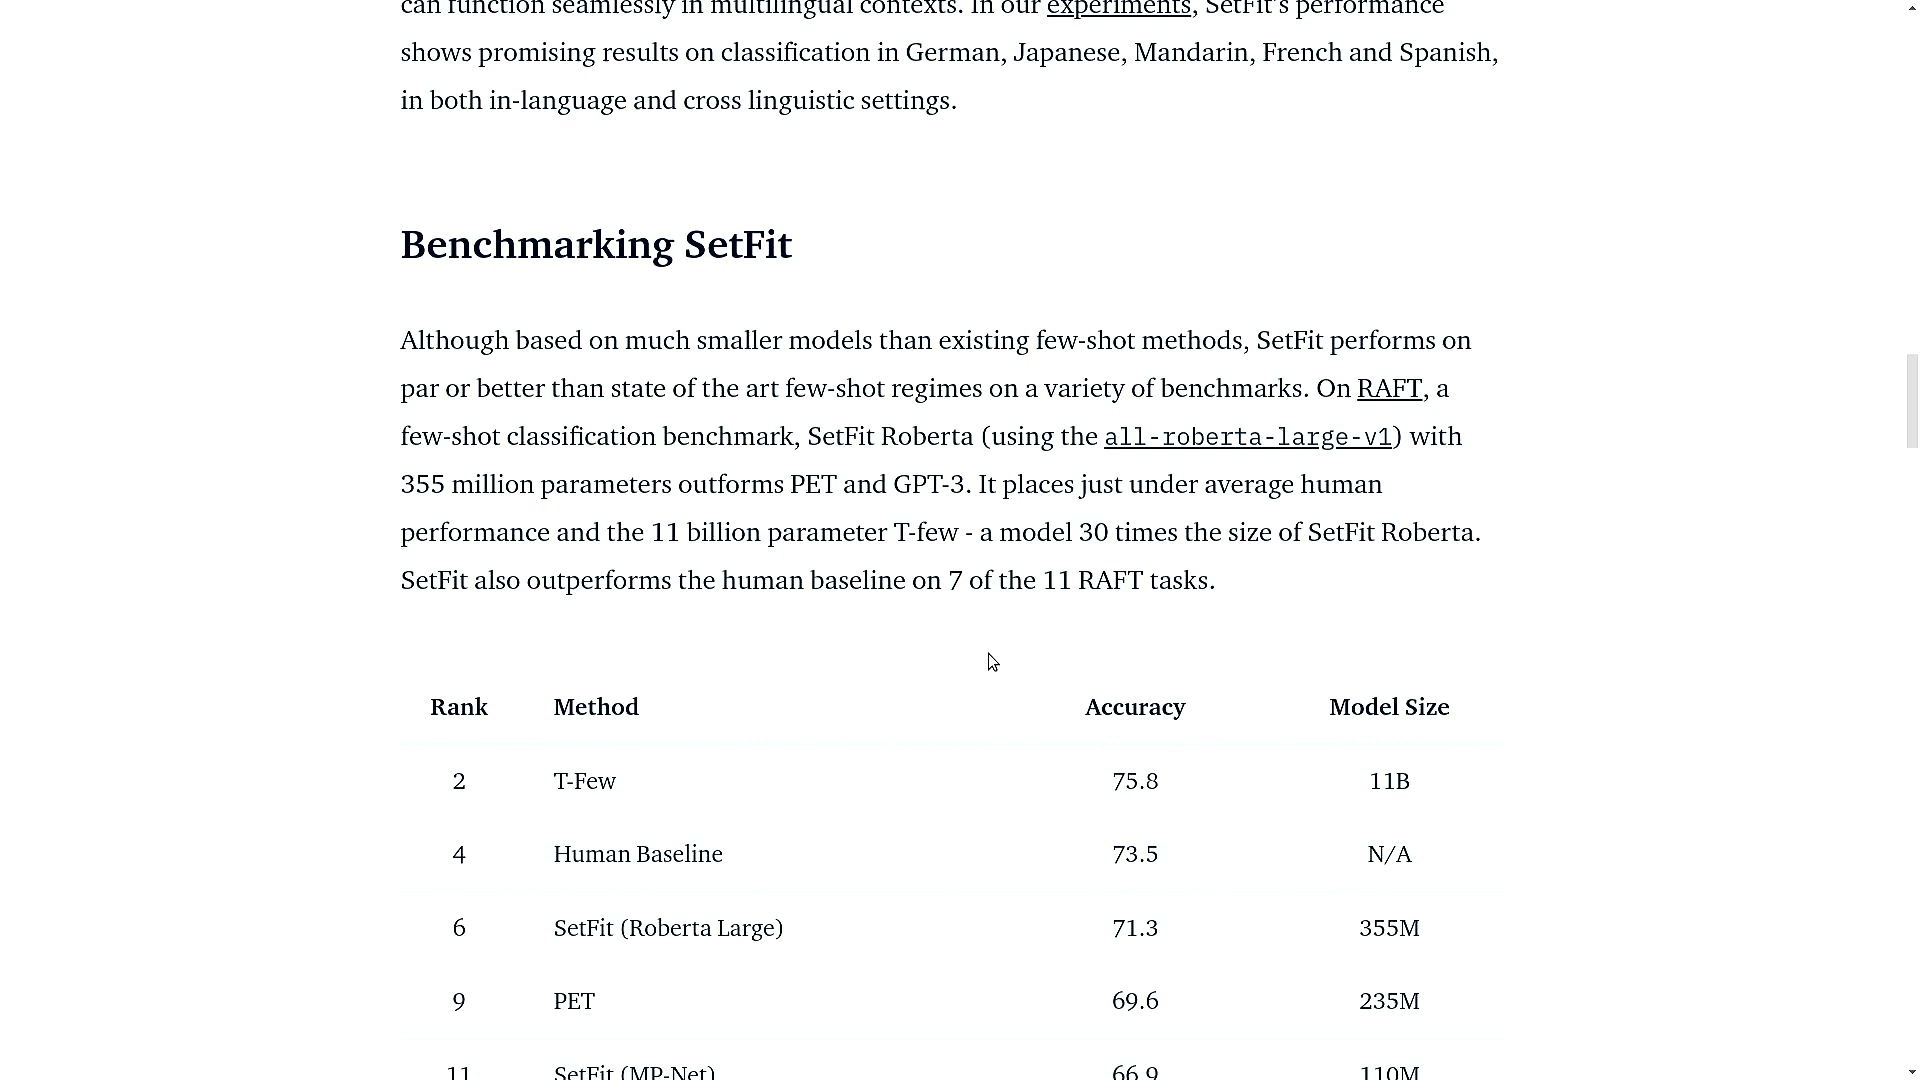 can function seamlessly in multilingual contexts. In our experiments, SetFit's performance
shows promising results on classification in German, Japanese, Mandarin, French and Spanish,
in both in-language and cross linguistic settings.
Benchmarking SetFit
Although based on much smaller models than existing few-shot methods, SetFit performs on
par or better than state of the art few-shot regimes on a variety of benchmarks. On RAFT, a
few-shot classification benchmark, SetFit Roberta (using the all-roberta-large-v1) with
355 million parameters outforms PET and GPT-3. It places just under average human
performance and the 11 billion parameter T-few - a model 30 times the size of SetFit Roberta.
SetFit also outperforms the human baseline on 7 of the 11 RAFT tasks.
Rank Method Accuracy Model Size
2 T-Few 75.8 11B
4 Human Baseline 73.5 N/A
6 SetFit (Roberta Large) 71.3 355M
9 PET 69.6 235M
11 SetFit (MP-Net) 66.9 110M